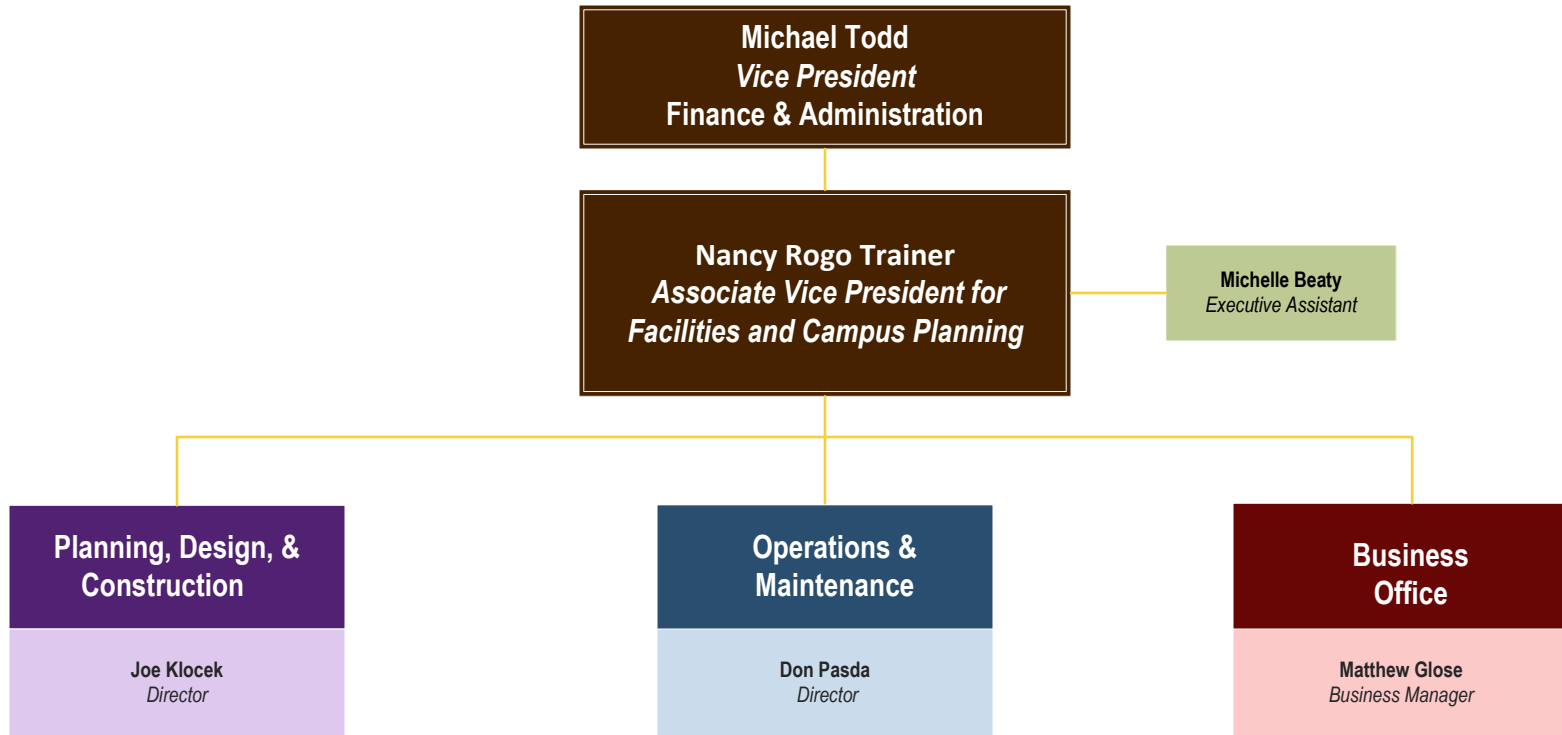 Michael Todd
Vice President
Finance & Administration
Nancy Rogo Trainer
Associate Vice President for
Facilities and Campus Planning
Michelle Beaty
Executive Assistant
Planning, Design, &
Construction
Joe Klocek
Director
Operations &
Maintenance
Don Pasda
Director
Business
Office
Matthew Glose
Business Manager